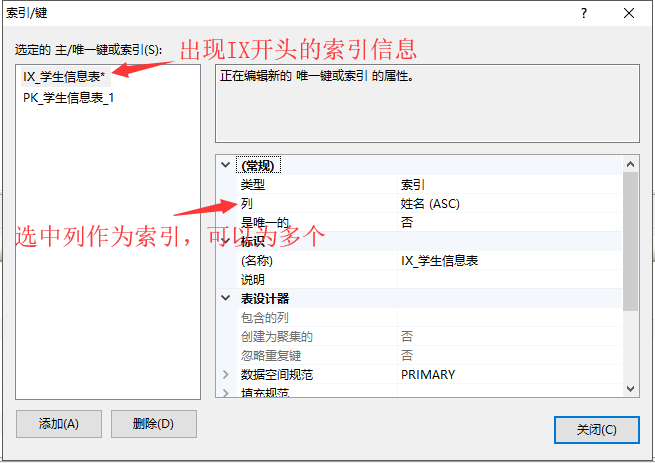 索引/键
?
选定的 主/唯一键或索引(S):
出现IX开头的索引信息
IX_学生信息表*
PK_学生信息表_1
正在编辑新的 唯一键或索引 的属性。
(常规)
类型 索引
列 姓名 (ASC)
是唯一的 否
选中列作为索引，可以为多个
标识
(名称) IX_学生信息表
说明
表设计器
包含的列
创建为聚集的 否
忽略重复键 否
数据空间规范 PRIMARY
填充规范
添加(A)
删除(D)
关闭(C)